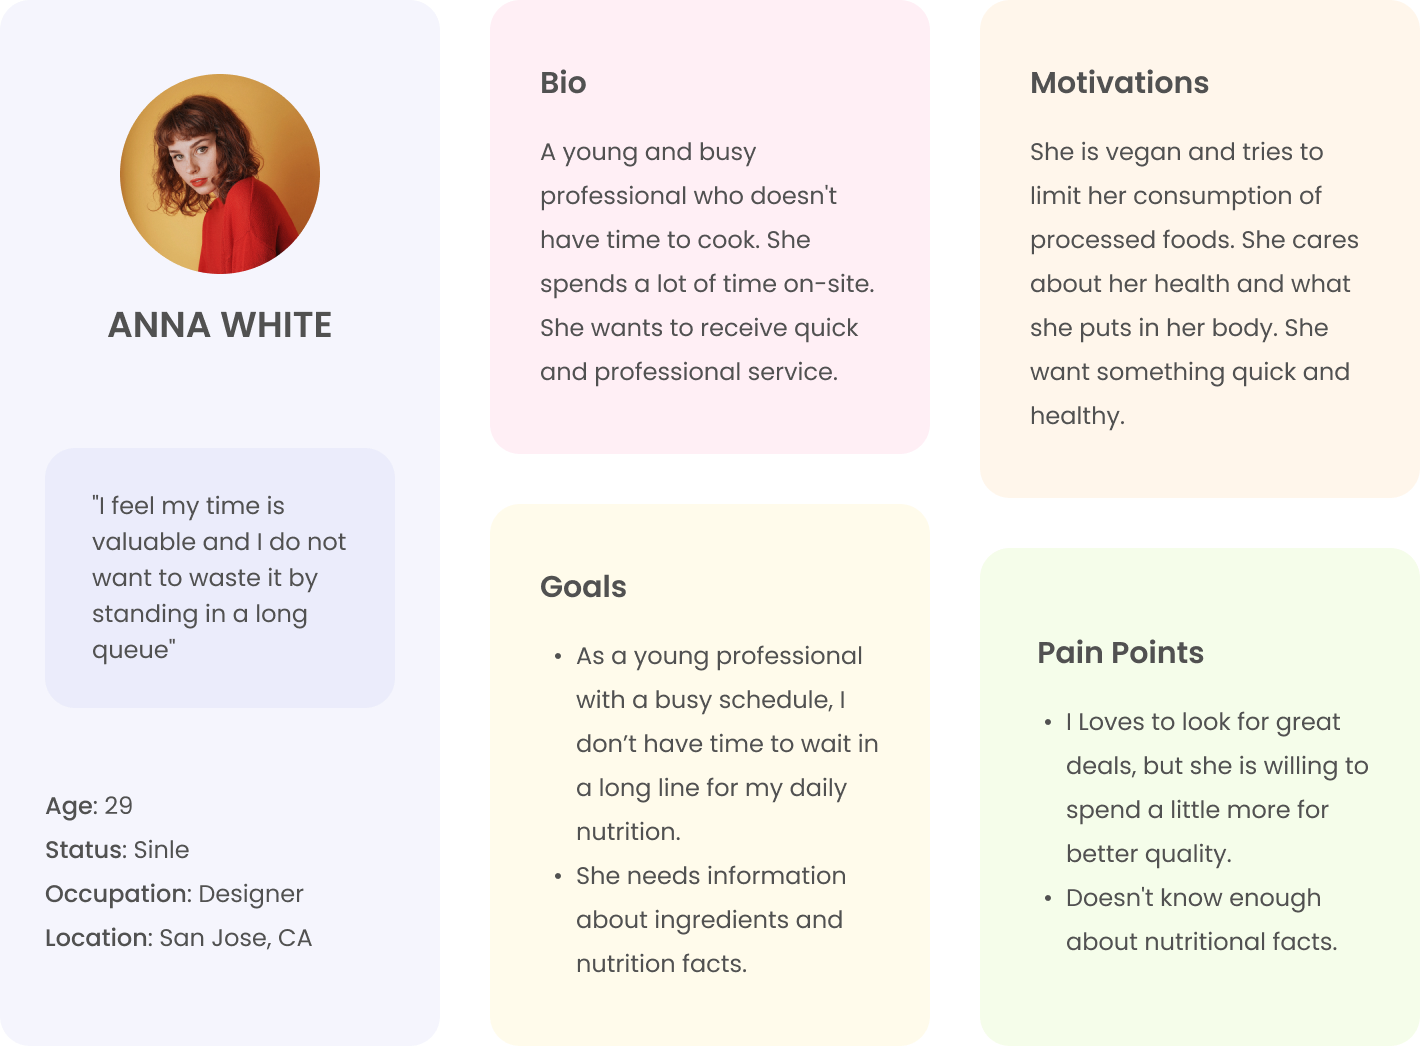 ANNA WHITE
"I feel my time is
valuable and I do not
want to waste it by
standing in a long
queue"
Age: 29
Status: Sinle
Occupation: Designer
Location: San Jose, CA
Bio
A young and busy
professional who doesn't
have time to cook. She
spends a lot of time on-site.
She wants to receive quick
and professional service.
Goals
• As a young professional
with a busy schedule, I
don’t have time to wait in
a long line for my daily
nutrition.
• She needs information
about ingredients and
nutrition facts.
Motivations
She is vegan and tries to
limit her consumption of
processed foods. She cares
about her health and what
she puts in her body. She
want something quick and
healthy.
Pain Points
• I Loves to look for great
deals, but she is willing to
spend a little more for
better quality.
• Doesn't know enough
about nutritional facts.